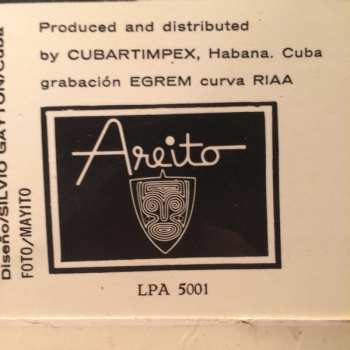 Produced and distributed
by CUBARTIMPEX, Habana. Cuba
grabación EGREM curva RIAA
Areito
LPA 5001
Diseño/SILVIO GAYTON/Cuba
FOTO/MAYITO